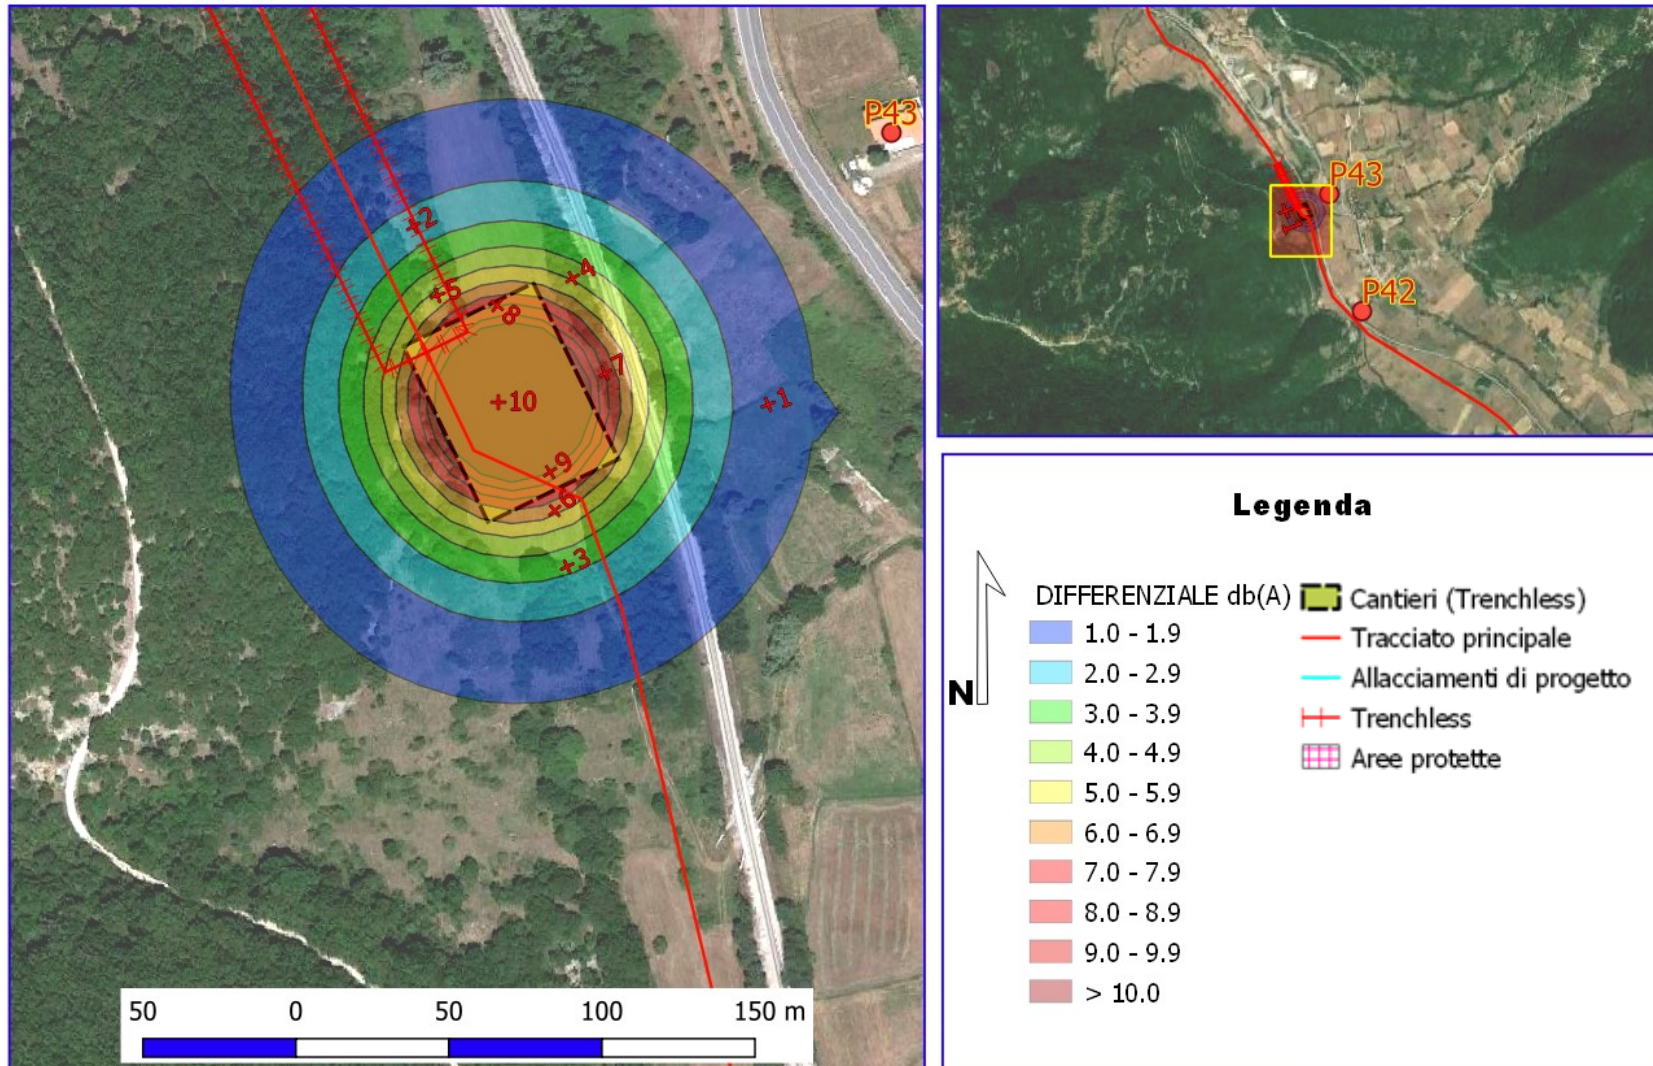 P43
+2
+4
+5
+8
+7
+10
+1
+9
+6
+3
50 0 50 100 150 m
P43
+1
P42
Legenda
N
DIFFERENZIALE db(A)
1.0 - 1.9
2.0 - 2.9
3.0 - 3.9
4.0 - 4.9
5.0 - 5.9
6.0 - 6.9
7.0 - 7.9
8.0 - 8.9
9.0 - 9.9
> 10.0
Cantieri (Trenchless)
Tracciato principale
Allacciamenti di progetto
Trenchless
Aree protette